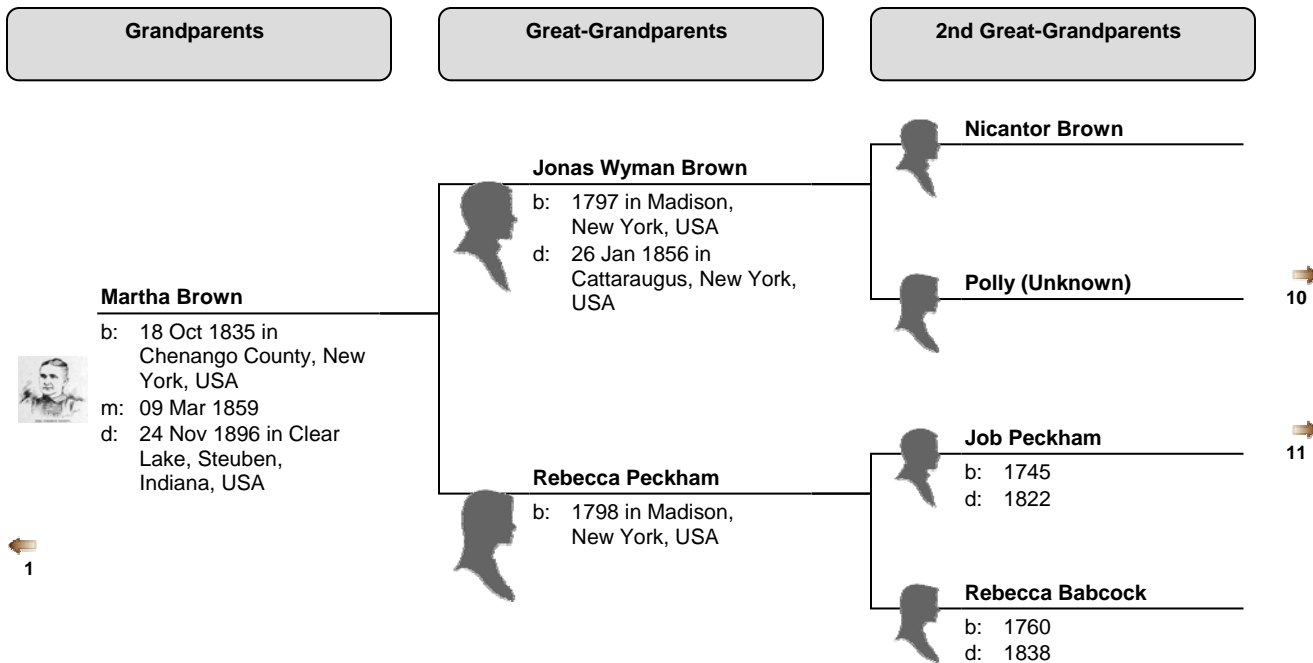 Grandparents
Great-Grandparents
2nd Great-Grandparents
Nicantor Brown
Jonas Wyman Brown
b: 1797 in Madison,
New York, USA
d: 26 Jan 1856 in
Cattaraugus, New York,
USA
Polly (Unknown)
10
Martha Brown
b: 18 Oct 1835 in
Chenango County, New
York, USA
m: 09 Mar 1859
d: 24 Nov 1896 in Clear
Lake, Steuben,
Indiana, USA
Job Peckham
b: 1745
d: 1822
11
Rebecca Peckham
b: 1798 in Madison,
New York, USA
1
Rebecca Babcock
b: 1760
d: 1838